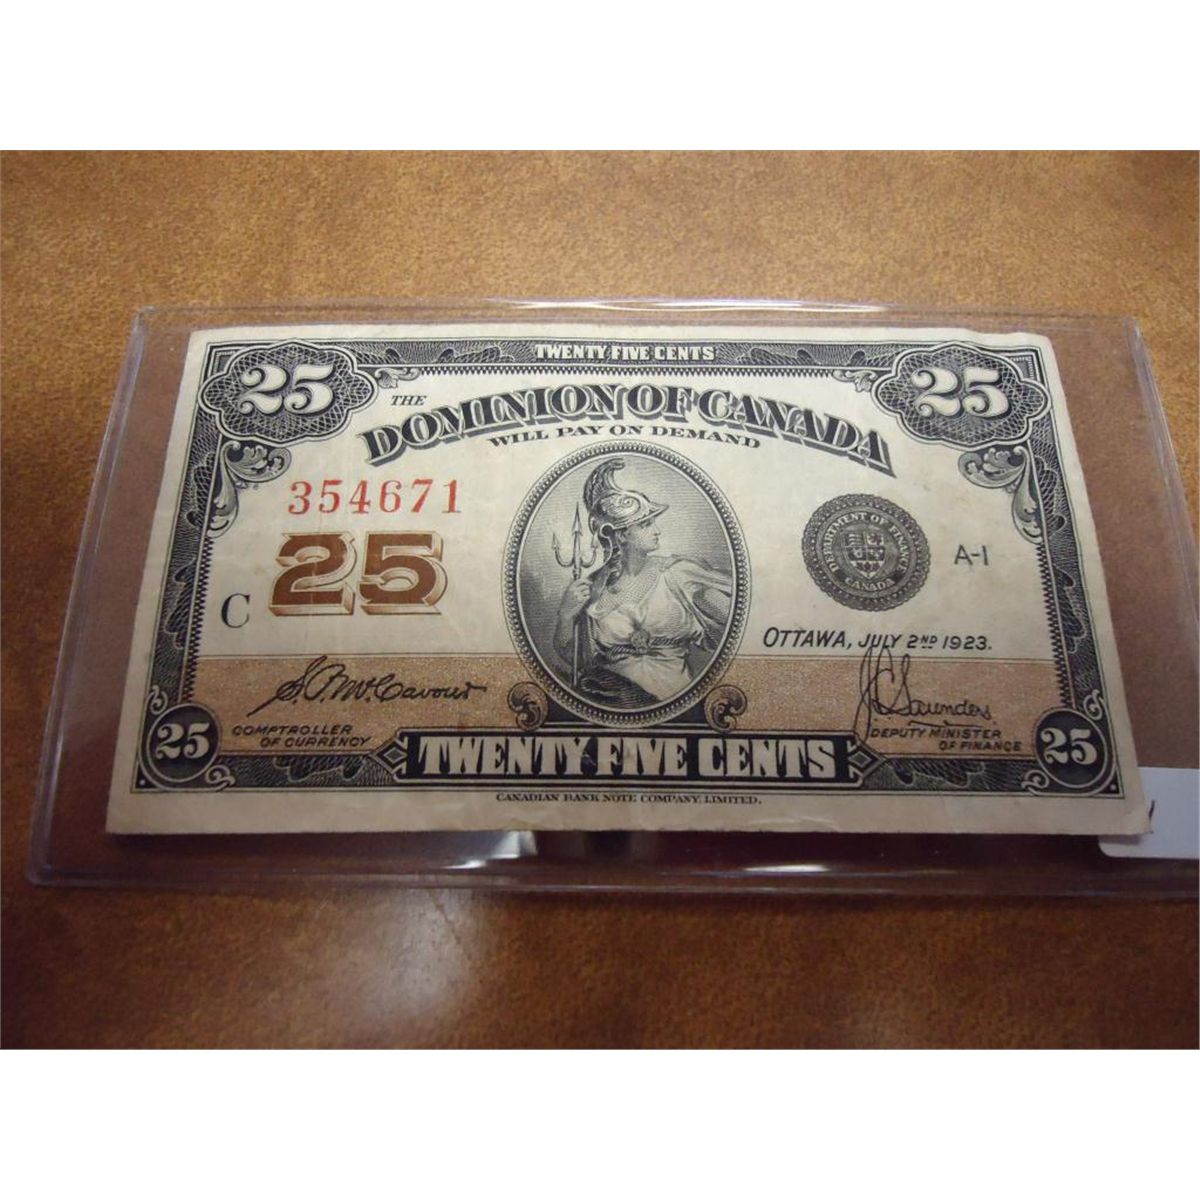 TWENTY FIVE CENTS
25
25
THE
DOMINION OF CANADA
WILL PAY ON DEMAND
354671
25
C
DEPARTMENT OF FINANCE
CANADA
A-1
OTTAWA, JULY 2ND 1923.
J.C. Saunders
COMPTROLLER
OF CURRENCY
DEPUTY MINISTER
OF FINANCE
25
TWENTY FIVE CENTS
25
CANADIAN BANK NOTE COMPANY, LIMITED.